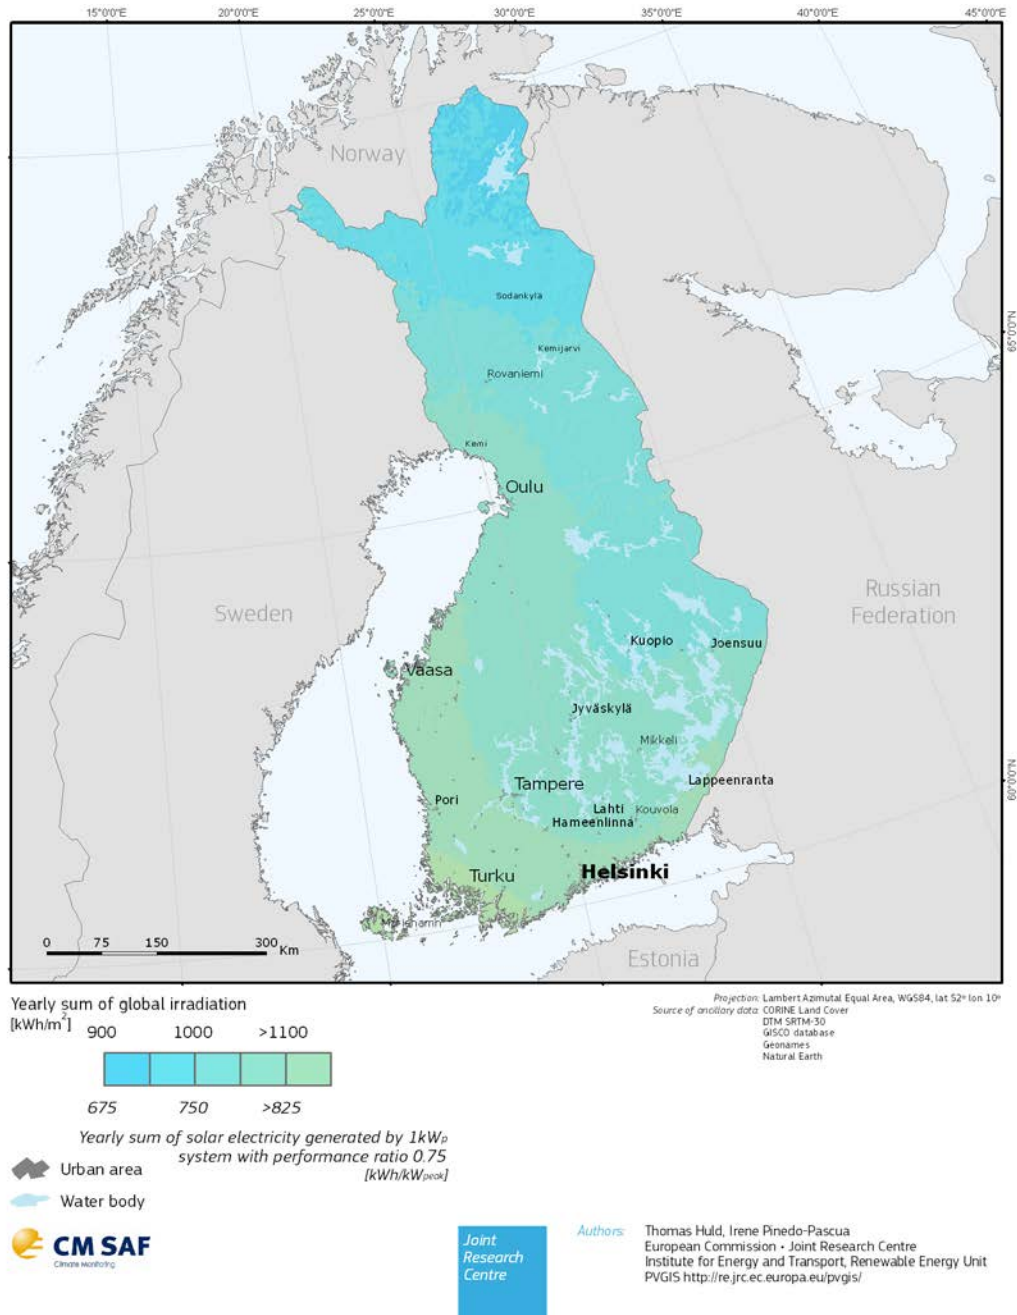 15°0'0"E 20°0'0"E 25°0'0"E 30°0'0"E 35°0'0"E 40°0'0"E 45°0'0"E
Norway
Sodankylä
65°0'0"N
Kemijarvi
Rovaniemi
Kemi
Oulu
Sweden
Russian
Federation
Kuopio
Joensuu
Vaasa
Jyväskylä
Mikkeli
Tampere
Lappeenranta
60°0'0"N
Pori
Lahti
Kouvola
Hameenlinna
Turku
Helsinki
0 75 150 300 Km
Estonia
Yearly sum of global irradiation
[kWh/m²]
900 1000 >1100
675 750 >825
Yearly sum of solar electricity generated by 1kWp
system with performance ratio 0.75
[kWh/kWpeak]
Urban area
Water body
CM SAF
Climate Monitoring
Projection: Lambert Azimutal Equal Area, WGS84, lat 52º lon 10º
Source of ancillary data: CORINE Land Cover
DTM SRTM-30
GISCO database
Geonames
Natural Earth
Joint
Research
Centre
Authors: Thomas Huld, Irene Pinedo-Pascua
European Commission • Joint Research Centre
Institute for Energy and Transport, Renewable Energy Unit
PVGIS http://re.jrc.ec.europa.eu/pvgis/